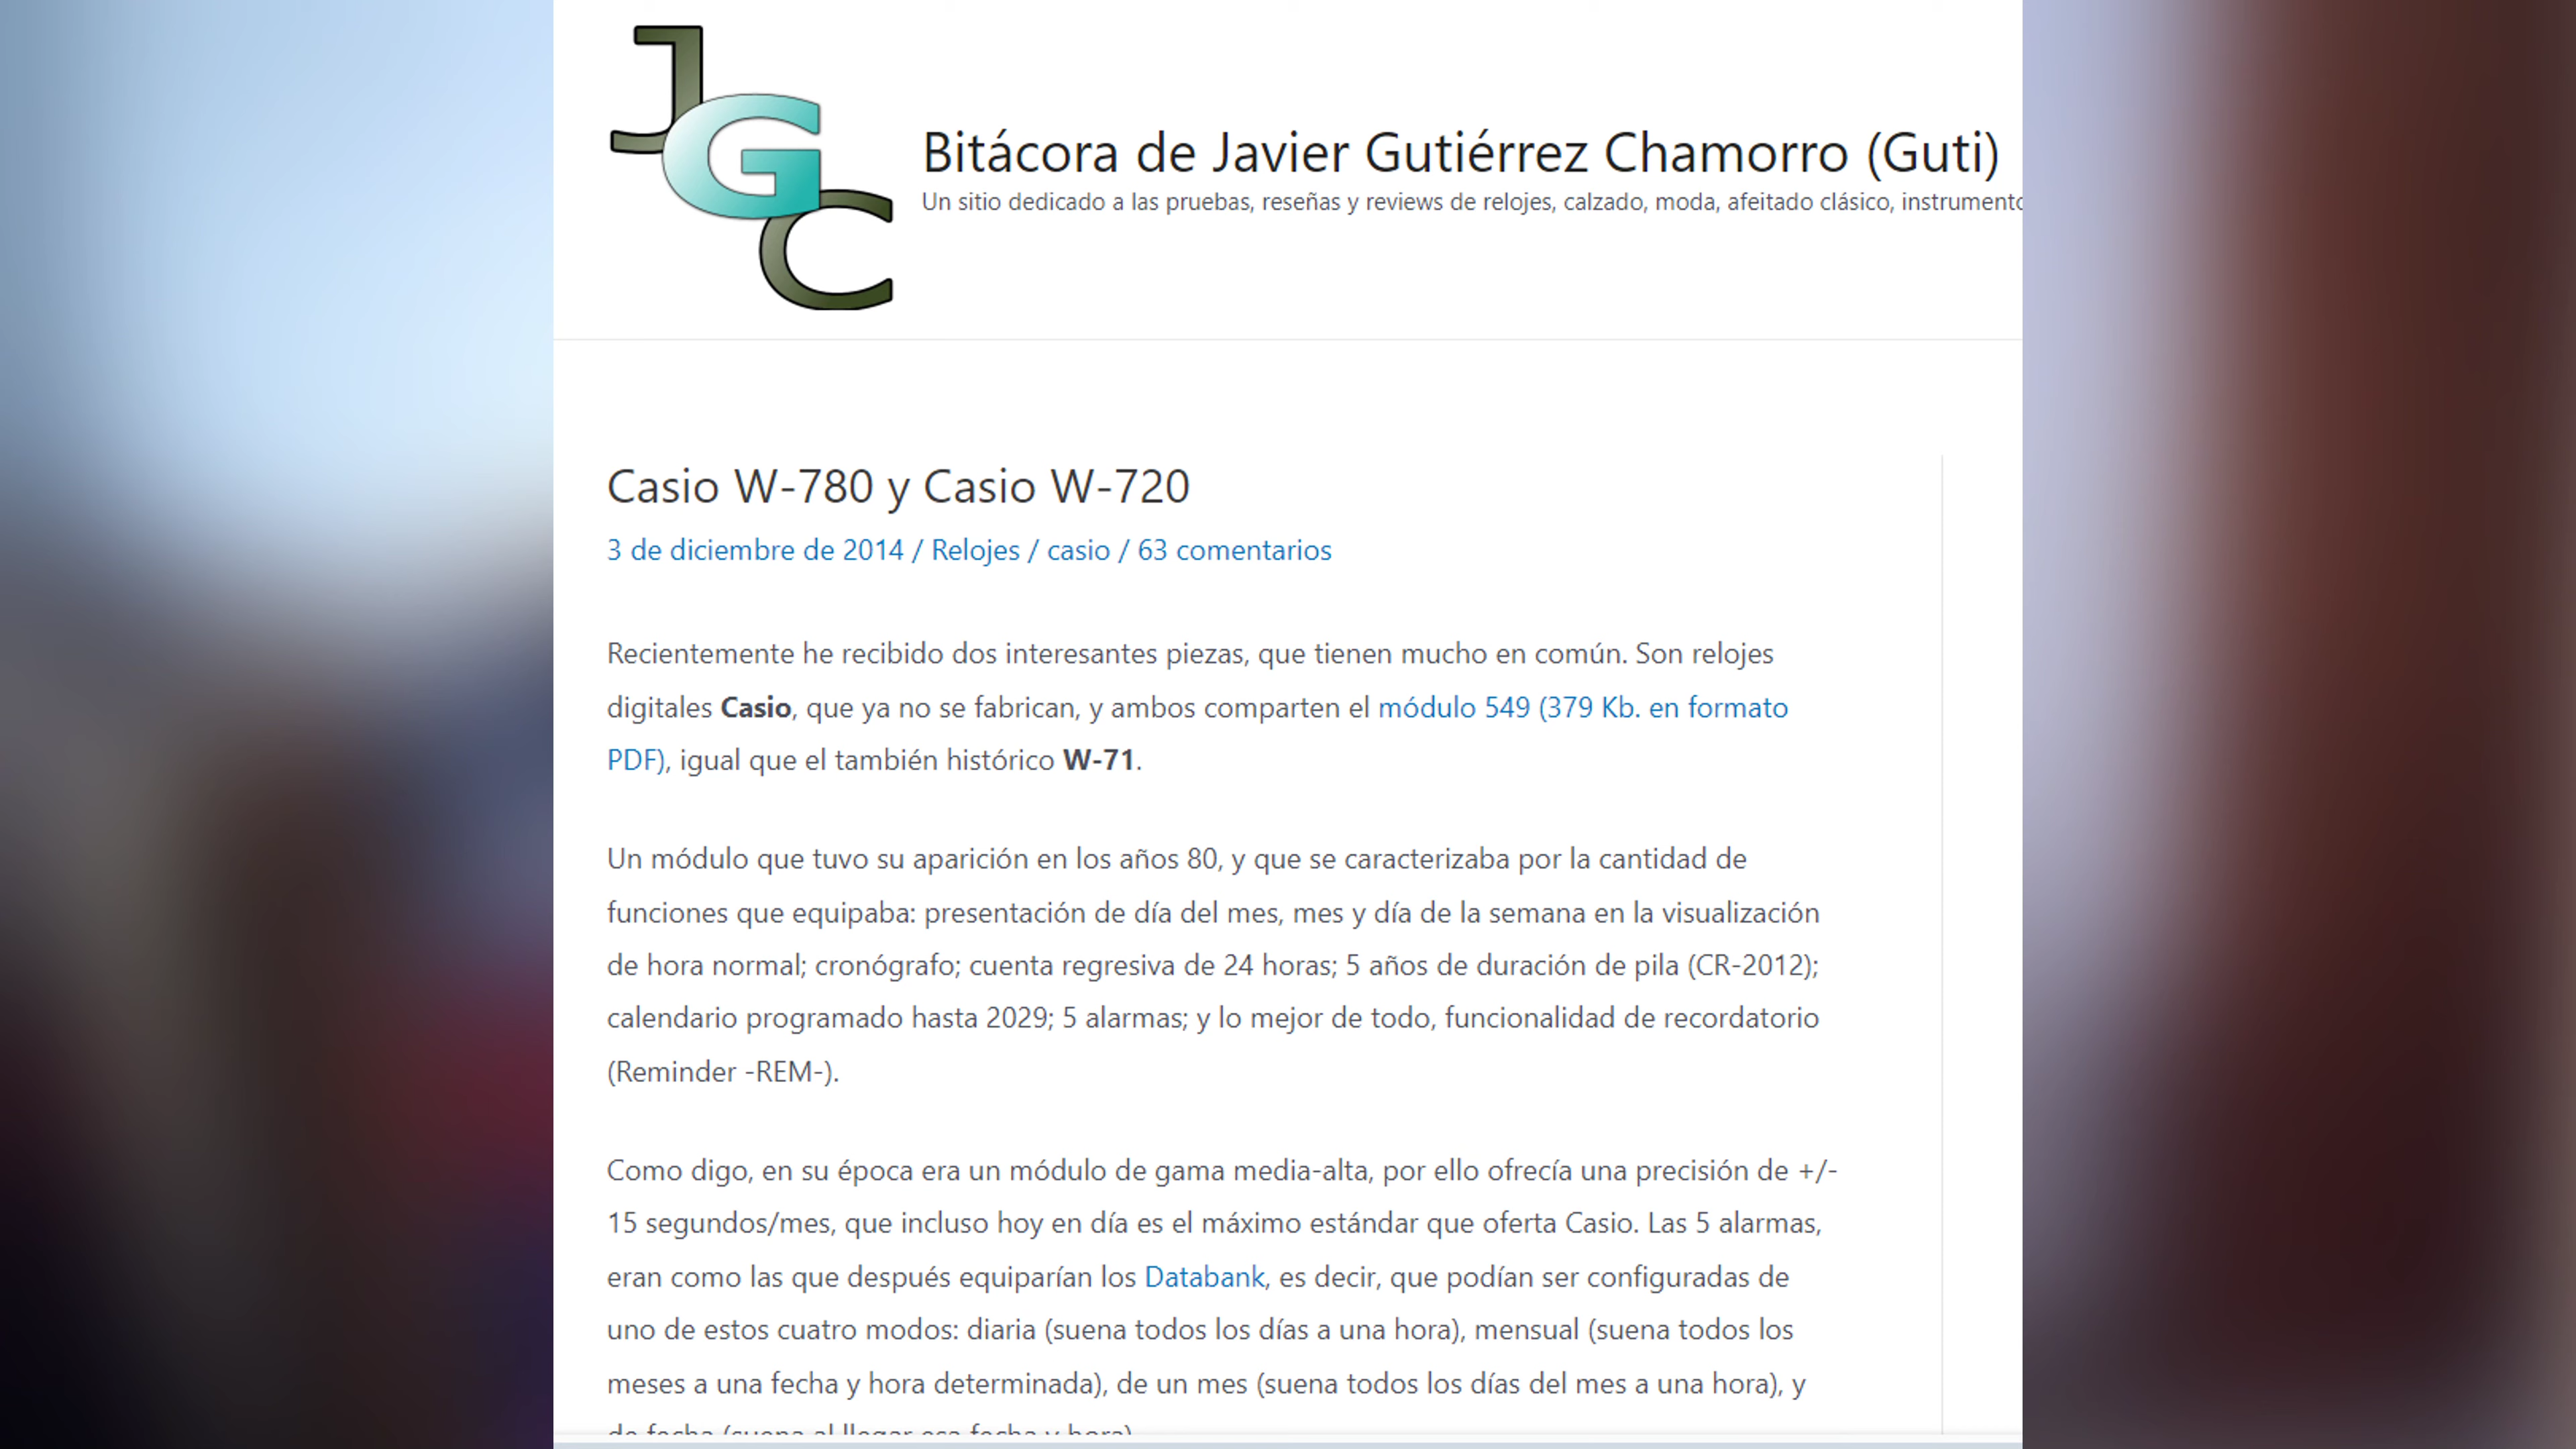 JGC
Bitácora de Javier Gutiérrez Chamorro (Guti)
Un sitio dedicado a las pruebas, reseñas y reviews de relojes, calzado, moda, afeitado clásico,
Casio W-780 y Casio W-720
3 de diciembre de 2014 / Relojes / casio / 63 comentarios
Recientemente he recibido dos interesantes piezas, que tienen mucho en común. Son relojes
digitales Casio, que ya no se fabrican, y ambos comparten el módulo 549 (379 Kb. en formato
PDF), igual que el también histórico W-71.
Un módulo que tuvo su aparición en los años 80, y que se caracterizaba por la cantidad de
funciones que equipaba: presentación de día del mes, mes y día de la semana en la visualización
de hora normal; cronógrafo; cuenta regresiva de 24 horas; 5 años de duración de pila (CR-2012);
calendario programado hasta 2029; 5 alarmas; y lo mejor de todo, funcionalidad de recordatorio
(Reminder -REM-).
Como digo, en su época era un módulo de gama media-alta, por ello ofrecía una precisión de +/-
15 segundos/mes, que incluso hoy en día es el máximo estándar que oferta Casio. Las 5 alarmas,
eran como las que después equiparían los Databank, es decir, que podían ser configuradas de
uno de estos cuatro modos: diaria (suena todos los días a una hora), mensual (suena todos los
meses a una fecha y hora determinada), de un mes (suena todos los días del mes a una hora), y
de fecha (suena al llegar esa fecha y hora)